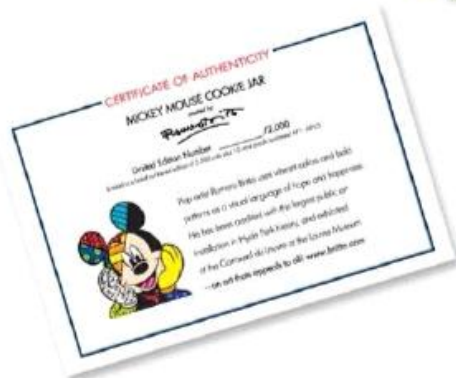 CERTIFICATE OF AUTHENTICITY
MICKEY MOUSE COOKIE JAR
created by
Limited Edition Number /2,000
Pop artist Romero Britto uses vibrant colors and bold
patterns as a visual language of hope and happiness.
He has been credited with the largest public art
installation in Hyde Park history, and exhibited
at the Carrousel du Louvre at the Louvre Museum
—an art that appeals to all! www.britto.com